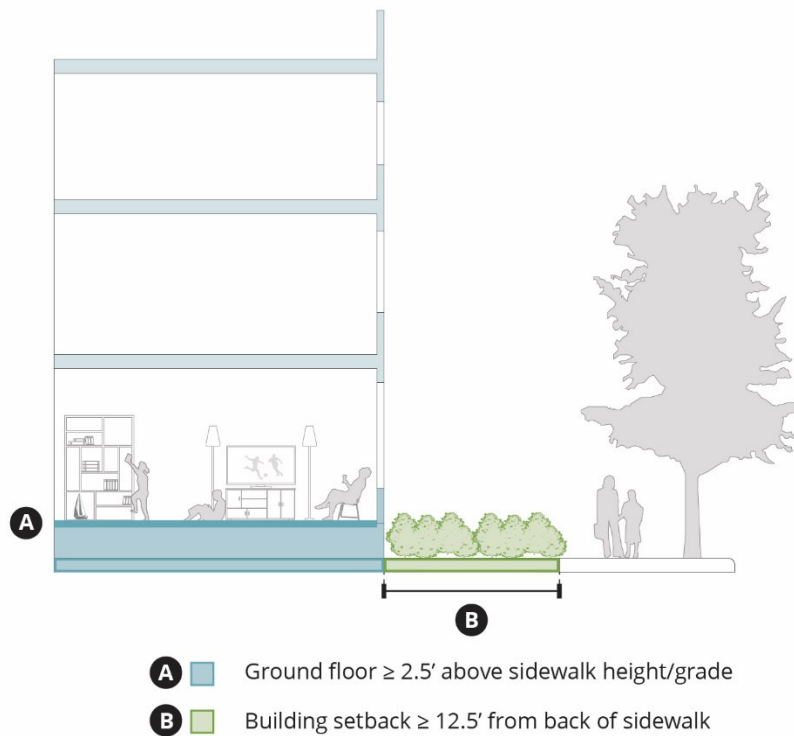 A
B
A Ground floor ≥ 2.5’ above sidewalk height/grade
B Building setback ≥ 12.5’ from back of sidewalk